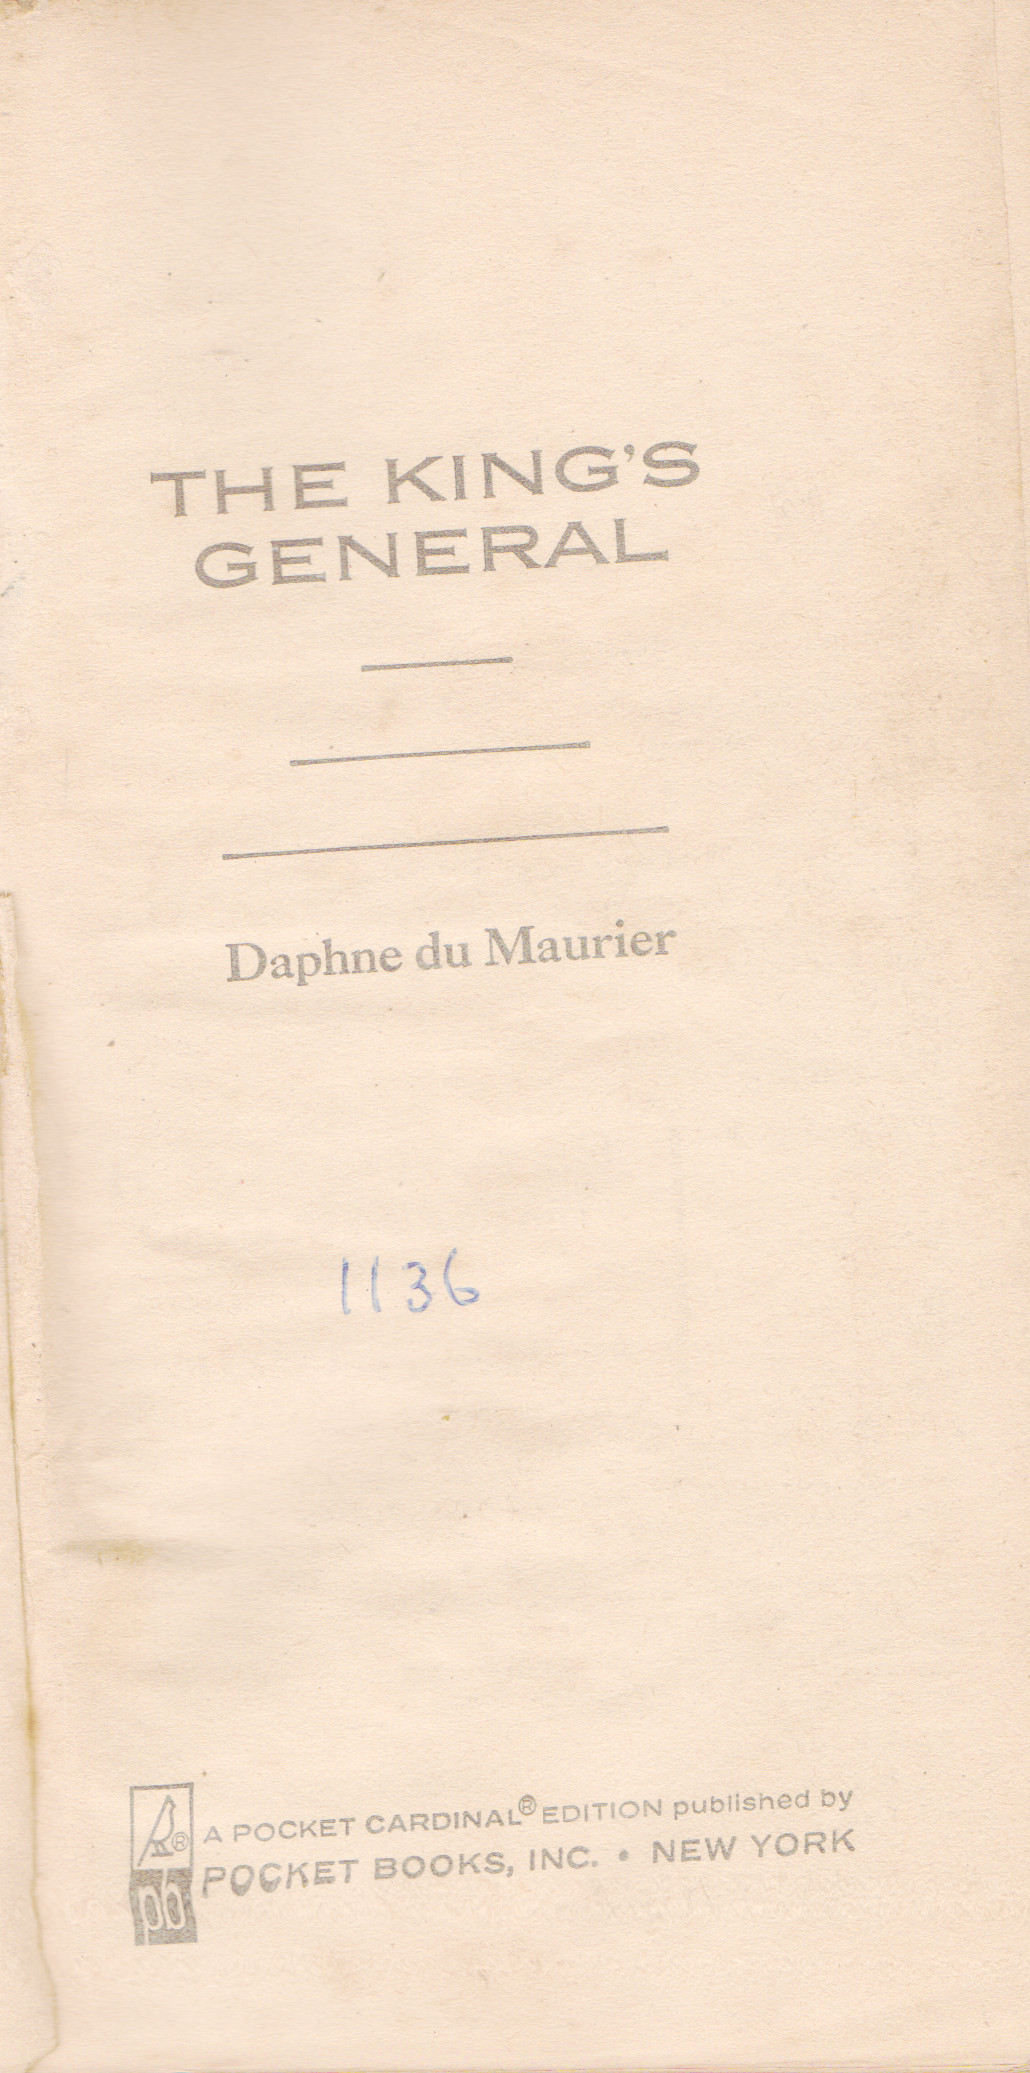 THE KING'S
GENERAL
Daphne du Maurier
1136
A POCKET CARDINAL® EDITION published by
POCKET BOOKS, INC. • NEW YORK
®
pb